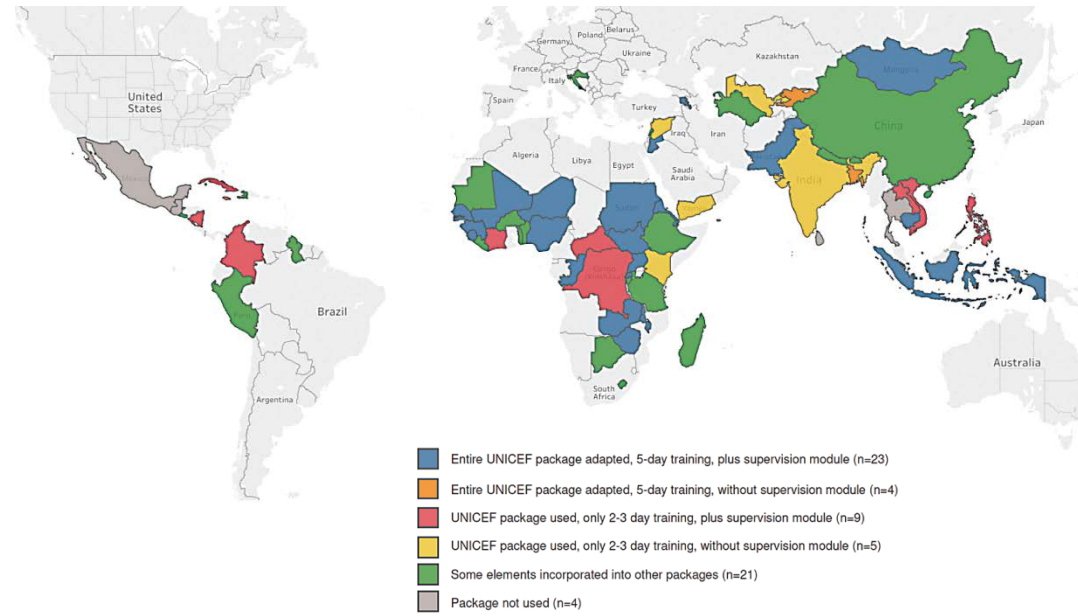 Belarus
Poland
Germany
Ukraine
Kazakhstan
Mongolia
France
Italy
United
States
Spain
Turkey
China
Japan
Iraq
Iran
Algeria
Libya
Egypt
Saudi
Arabia
India
Brazil
Australia
South
Africa
Argentina
Entire UNICEF package adapted, 5-day training, plus supervision module (n=23)
Entire UNICEF package adapted, 5-day training, without supervision module (n=4)
UNICEF package used, only 2-3 day training, plus supervision module (n=9)
UNICEF package used, only 2-3 day training, without supervision module (n=5)
Some elements incorporated into other packages (n=21)
Package not used (n=4)